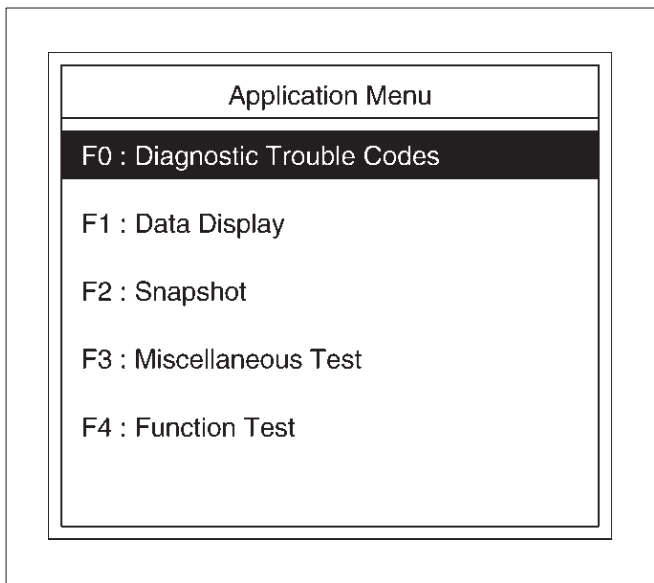 Application Menu
F0 : Diagnostic Trouble Codes
F1 : Data Display
F2 : Snapshot
F3 : Miscellaneous Test
F4 : Function Test